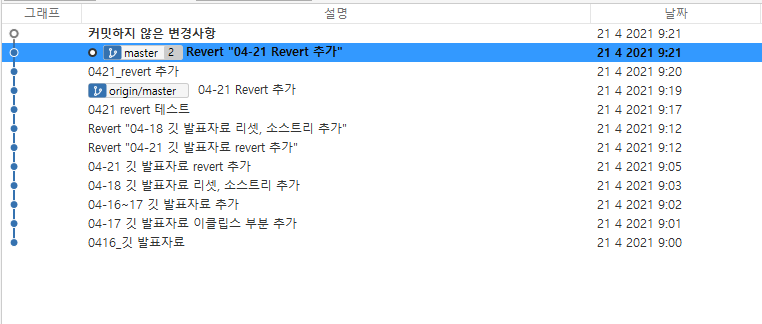 그래프 설명 날짜
커밋하지 않은 변경사항 21 4 2021 9:21
master 2 Revert "04-21 Revert 추가" 21 4 2021 9:21
0421_revert 추가 21 4 2021 9:20
origin/master 04-21 Revert 추가 21 4 2021 9:19
0421 revert 테스트 21 4 2021 9:17
Revert "04-18 깃 발표자료 리셋, 소스트리 추가" 21 4 2021 9:12
Revert "04-21 깃 발표자료 revert 추가" 21 4 2021 9:12
04-21 깃 발표자료 revert 추가 21 4 2021 9:05
04-18 깃 발표자료 리셋, 소스트리 추가 21 4 2021 9:03
04-16~17 깃 발표자료 추가 21 4 2021 9:02
04-17 깃 발표자료 이클립스 부분 추가 21 4 2021 9:01
0416_깃 발표자료 21 4 2021 9:00